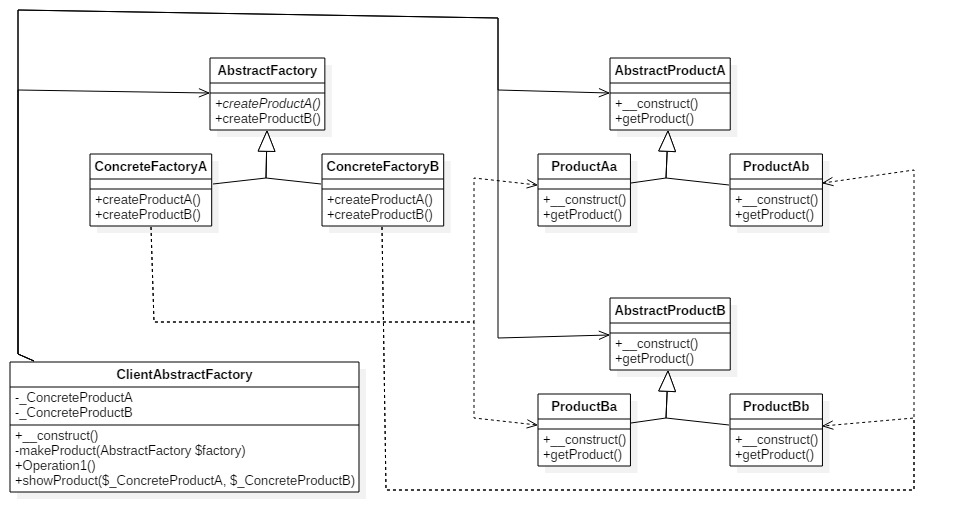 AbstractFactory
+createProductA()
+createProductB()
AbstractProductA
+__construct()
+getProduct()
ConcreteFactoryA
+createProductA()
+createProductB()
ConcreteFactoryB
+createProductA()
+createProductB()
ProductAa
+__construct()
+getProduct()
ProductAb
+__construct()
+getProduct()
AbstractProductB
+__construct()
+getProduct()
ClientAbstractFactory
-_ConcreteProductA
-_ConcreteProductB
+__construct()
-makeProduct(AbstractFactory $factory)
+Operation1()
+showProduct($_ConcreteProductA, $_ConcreteProductB)
ProductBa
+__construct()
+getProduct()
ProductBb
+__construct()
+getProduct()